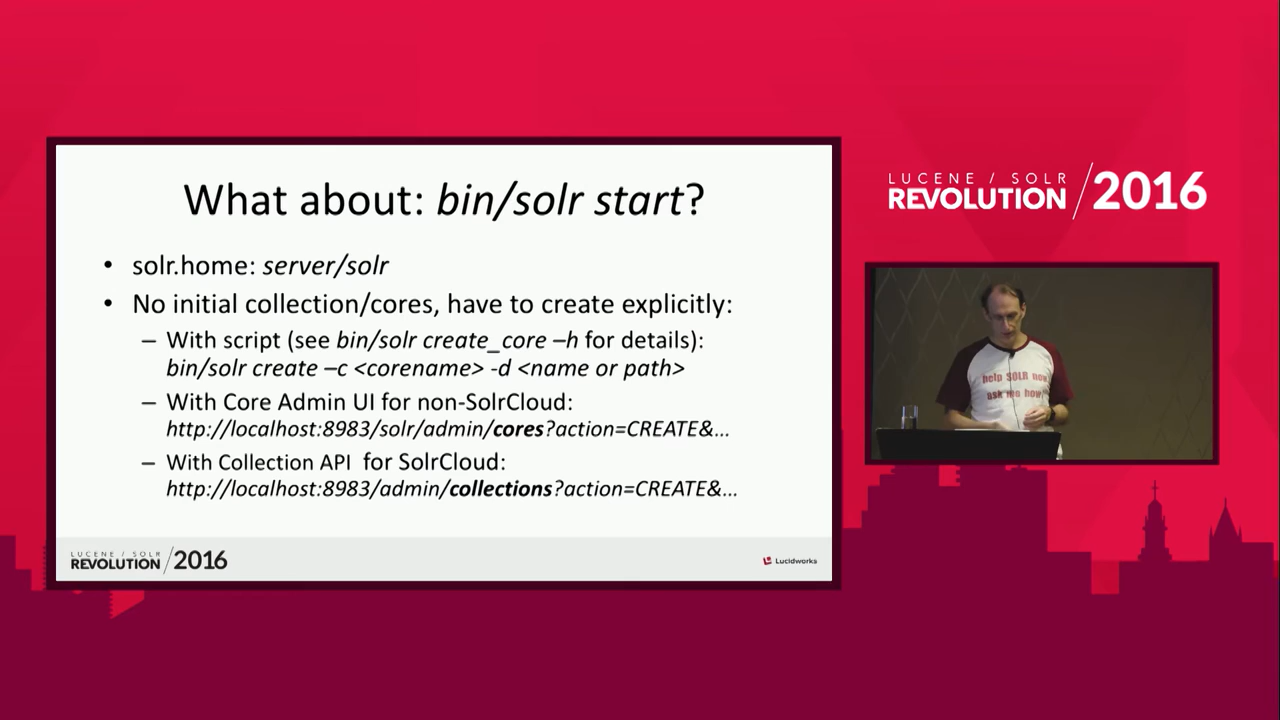 What about: bin/solr start?
• solr.home: server/solr
• No initial collection/cores, have to create explicitly:
– With script (see bin/solr create_core –h for details):
bin/solr create –c <corename> -d <name or path>
– With Core Admin UI for non-SolrCloud:
http://localhost:8983/solr/admin/cores?action=CREATE&...
– With Collection API  for SolrCloud:
http://localhost:8983/admin/collections?action=CREATE&...
LUCENE / SOLR
REVOLUTION / 2016
Lucidworks
LUCENE / SOLR
REVOLUTION / 2016
help SOLR now
ask me how